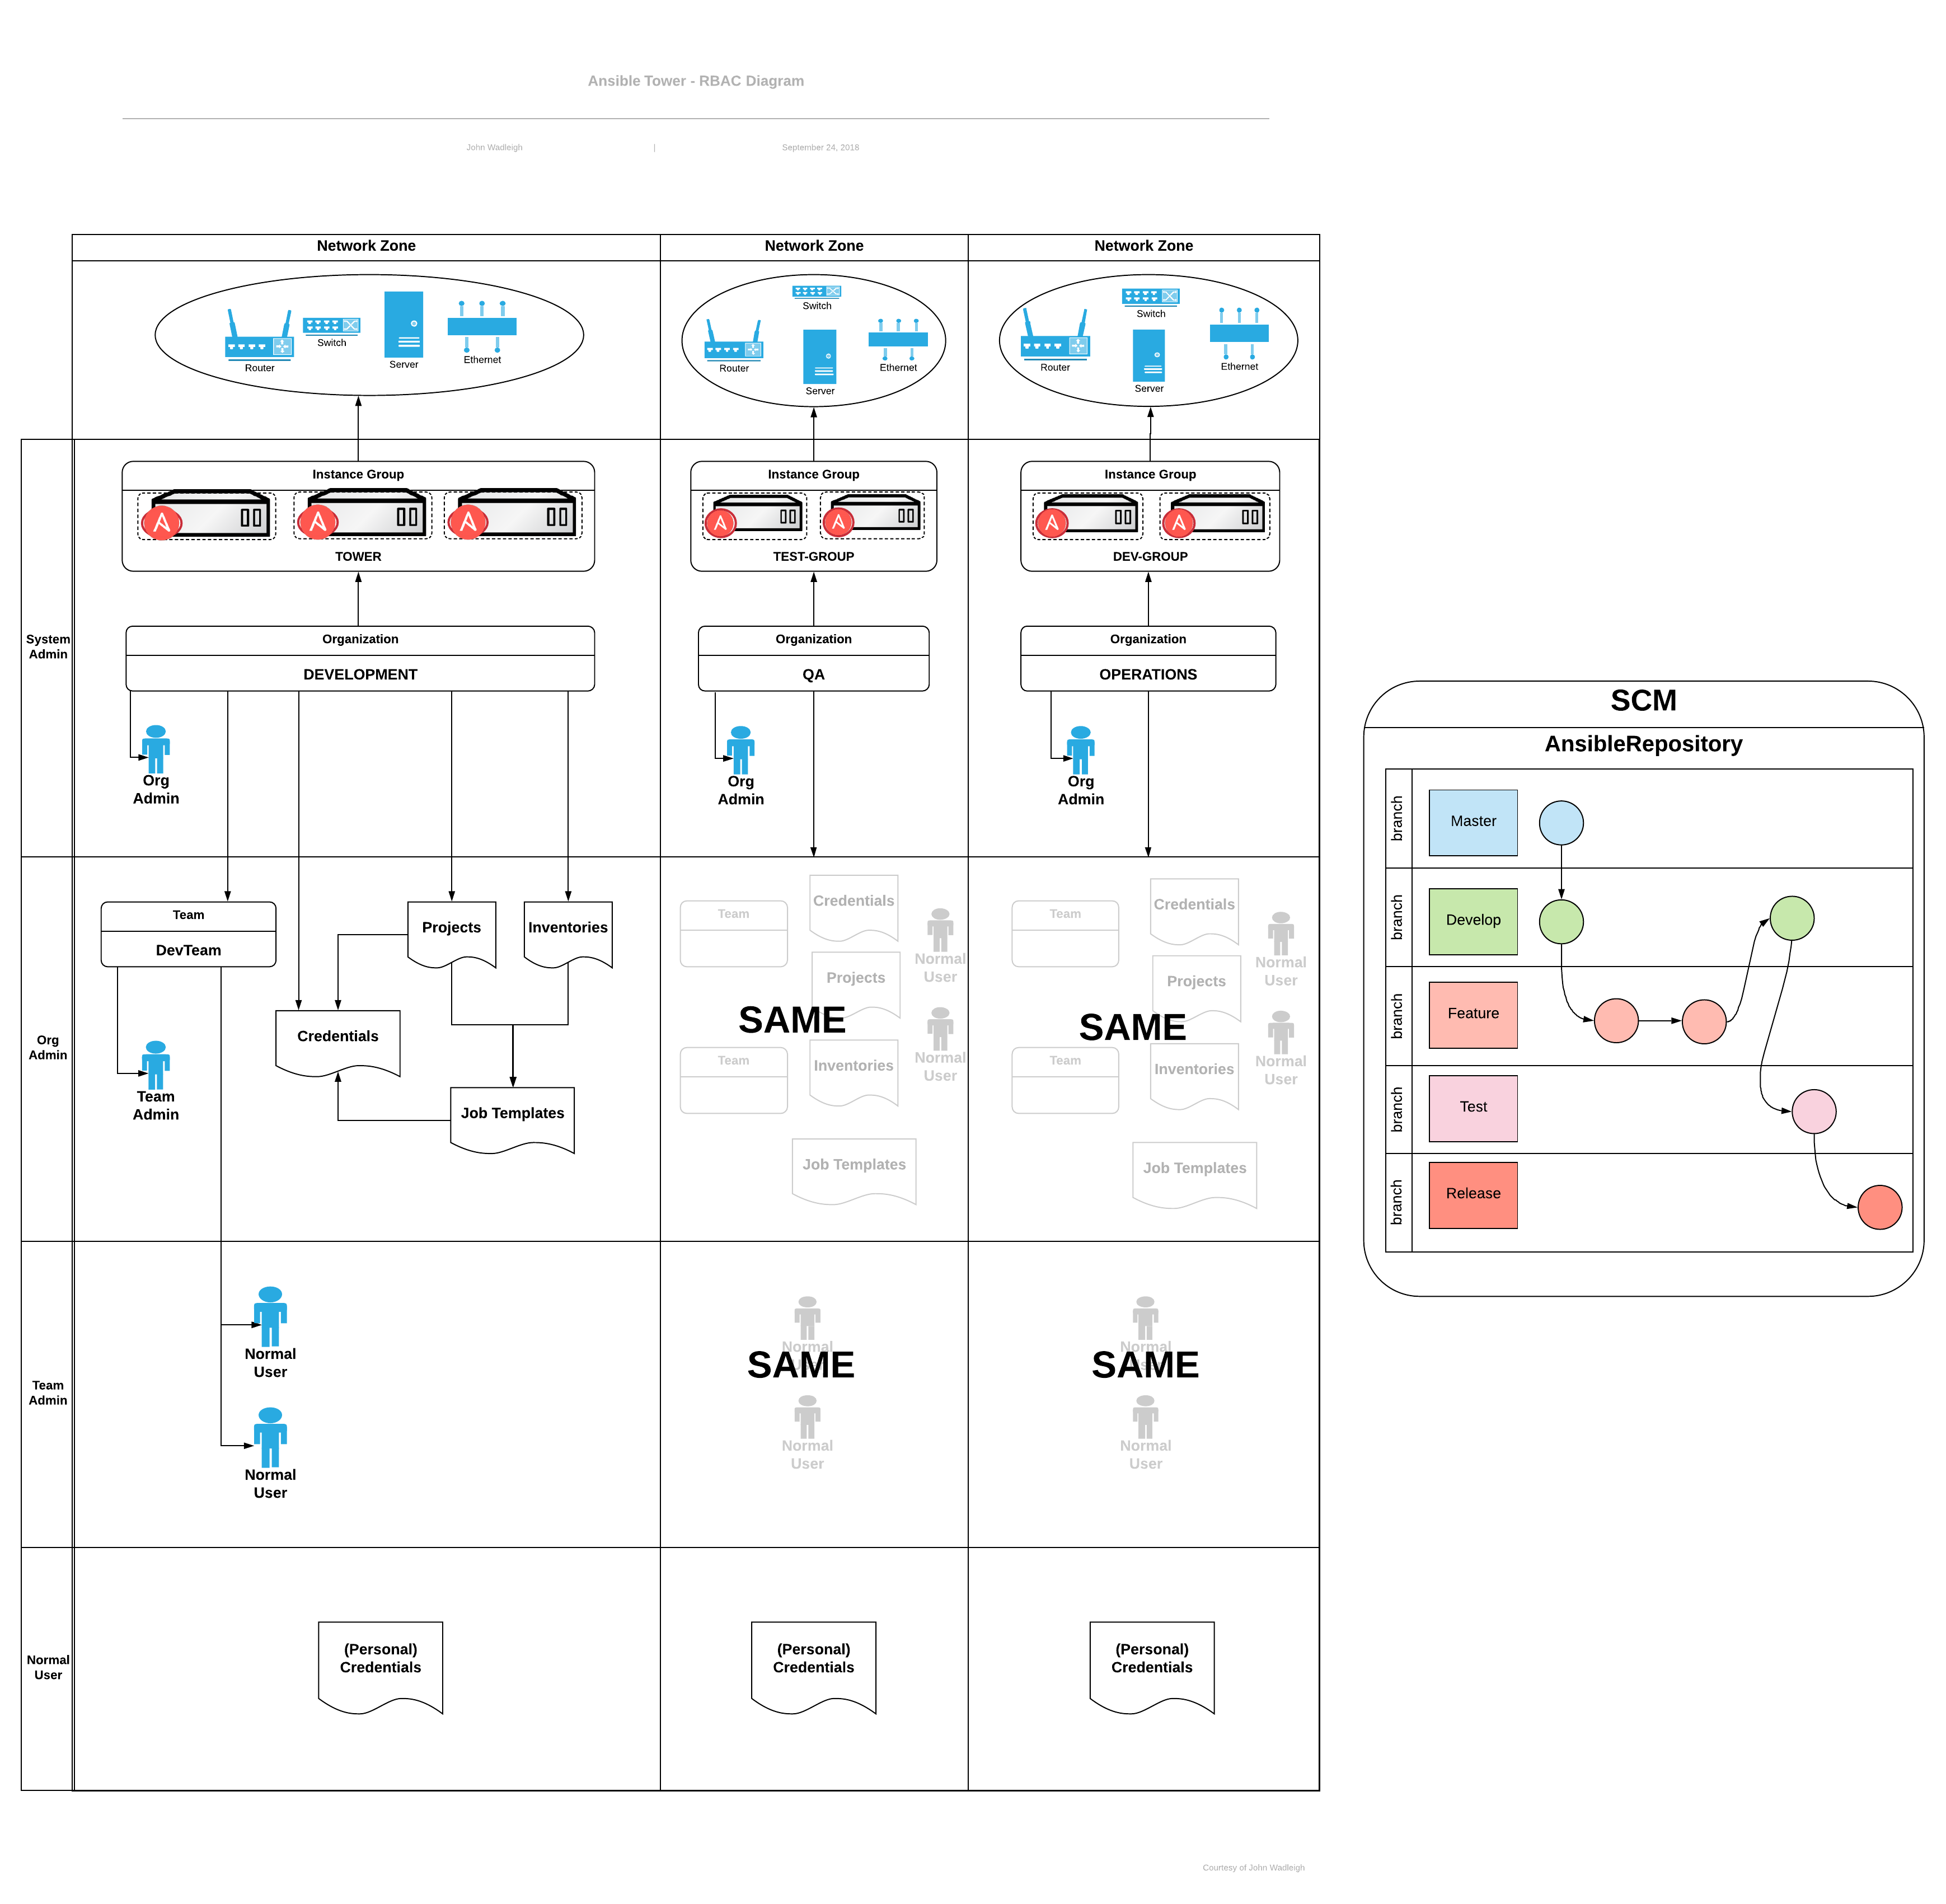 Ansible Tower - RBAC Diagram
John Wadleigh | September 24, 2018
Network Zone
Network Zone
Network Zone
Router
Switch
Server
Ethernet
Switch
Router
Server
Ethernet
Switch
Router
Server
Ethernet
System
Admin
Instance Group
TOWER
Instance Group
TEST-GROUP
Instance Group
DEV-GROUP
Organization
DEVELOPMENT
Organization
QA
Organization
OPERATIONS
Org
Admin
Org
Admin
Org
Admin
Org
Admin
Team
DevTeam
Projects
Inventories
Credentials
Job Templates
Team
Admin
Team
Credentials
Normal
User
Projects
SAME
Team
Inventories
Normal
User
Job Templates
Team
Credentials
Normal
User
Projects
SAME
Team
Inventories
Normal
User
Job Templates
Team
Admin
Normal
User
Normal
User
Normal
SAME
Normal
User
Normal
SAME
Normal
User
Normal
User
(Personal)
Credentials
(Personal)
Credentials
(Personal)
Credentials
SCM
AnsibleRepository
branch
Master
branch
Develop
branch
Feature
branch
Test
branch
Release
Courtesy of John Wadleigh